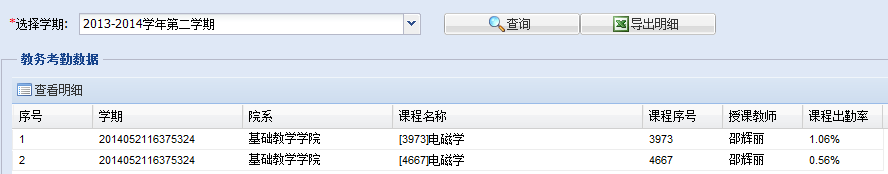 *选择学期: 2013-2014学年第二学期 查询 导出明细
教务考勤数据
查看明细
序号 学期 院系 课程名称 课程序号 授课教师 课程出勤率
1 2014052116375324 基础教学学院 [3973]电磁学 3973 邵辉丽 1.06%
2 2014052116375324 基础教学学院 [4667]电磁学 4667 邵辉丽 0.56%